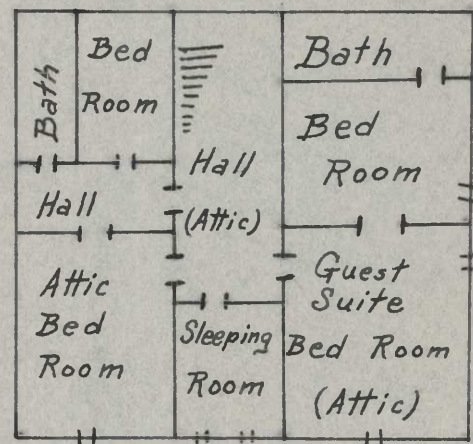 Bath
Bed
Room
Hall
(Attic)
Bath
Bed
Room
Hall
Attic
Bed
Room
Sleeping
Room
Guest
Suite
Bed Room
(Attic)